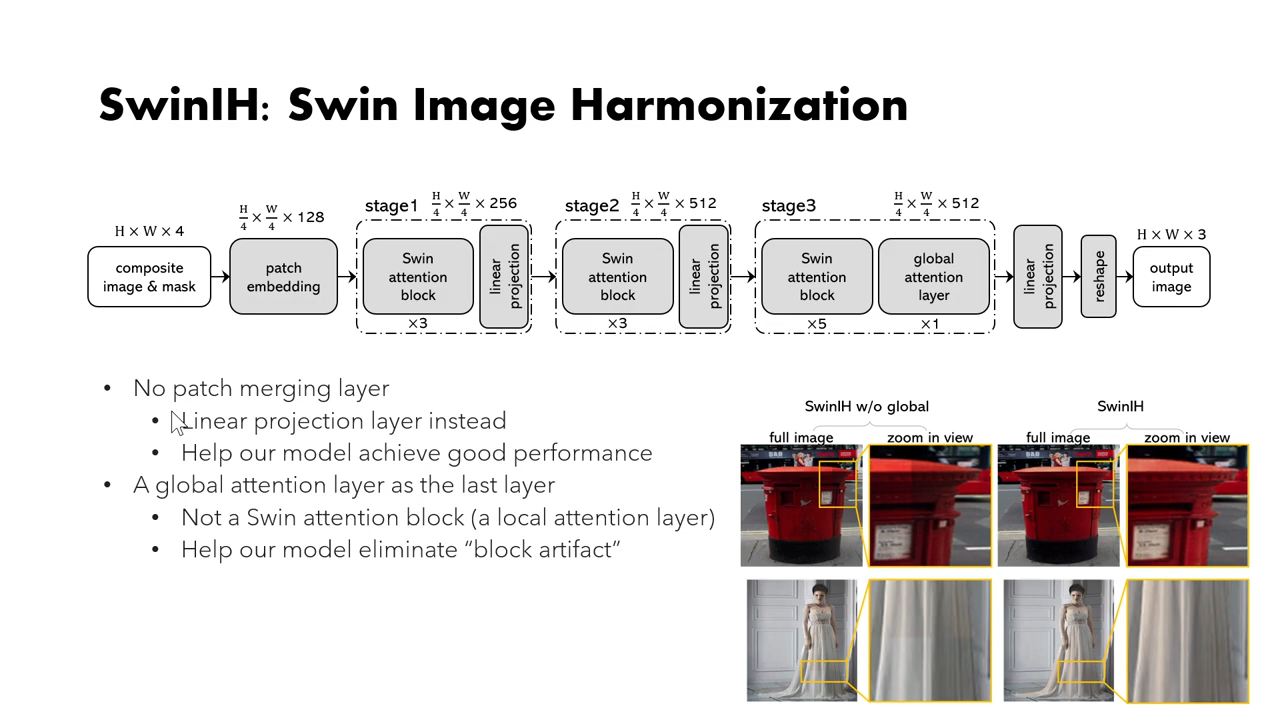 SwinIH: Swin Image Harmonization
H × W × 4
composite
image & mask
H/4 × W/4 × 128
patch
embedding
stage1 H/4 × W/4 × 256
Swin
attention
block
×3
linear
projection
stage2 H/4 × W/4 × 512
Swin
attention
block
×3
linear
projection
stage3 H/4 × W/4 × 512
Swin
attention
block
×5
global
attention
layer
×1
linear
projection
reshape
H × W × 3
output
image
• No patch merging layer
• Linear projection layer instead
• Help our model achieve good performance
• A global attention layer as the last layer
• Not a Swin attention block (a local attention layer)
• Help our model eliminate “block artifact”
SwinIH w/o global
full image zoom in view
SwinIH
full image zoom in view